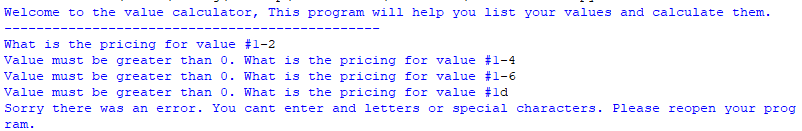 Welcome to the value calculator, This program will help you list your values and calculate them.
-----------------------------------------------
What is the pricing for value #1-2
Value must be greater than 0. What is the pricing for value #1-4
Value must be greater than 0. What is the pricing for value #1-6
Value must be greater than 0. What is the pricing for value #1d
Sorry there was an error. You cant enter and letters or special characters. Please reopen your prog
ram.